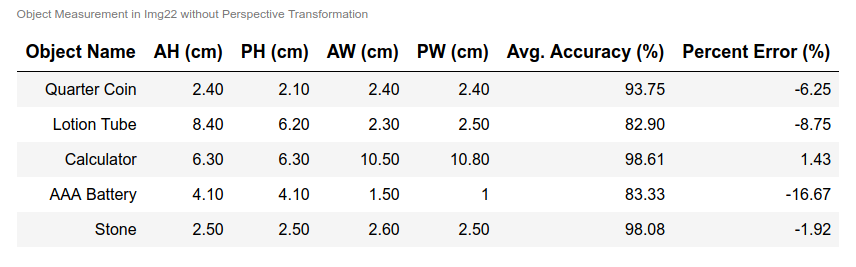 Object Measurement in Img22 without Perspective Transformation
Object Name AH (cm) PH (cm) AW (cm) PW (cm) Avg. Accuracy (%) Percent Error (%)
Quarter Coin 2.40 2.10 2.40 2.40 93.75 -6.25
Lotion Tube 8.40 6.20 2.30 2.50 82.90 -8.75
Calculator 6.30 6.30 10.50 10.80 98.61 1.43
AAA Battery 4.10 4.10 1.50 1 83.33 -16.67
Stone 2.50 2.50 2.60 2.50 98.08 -1.92